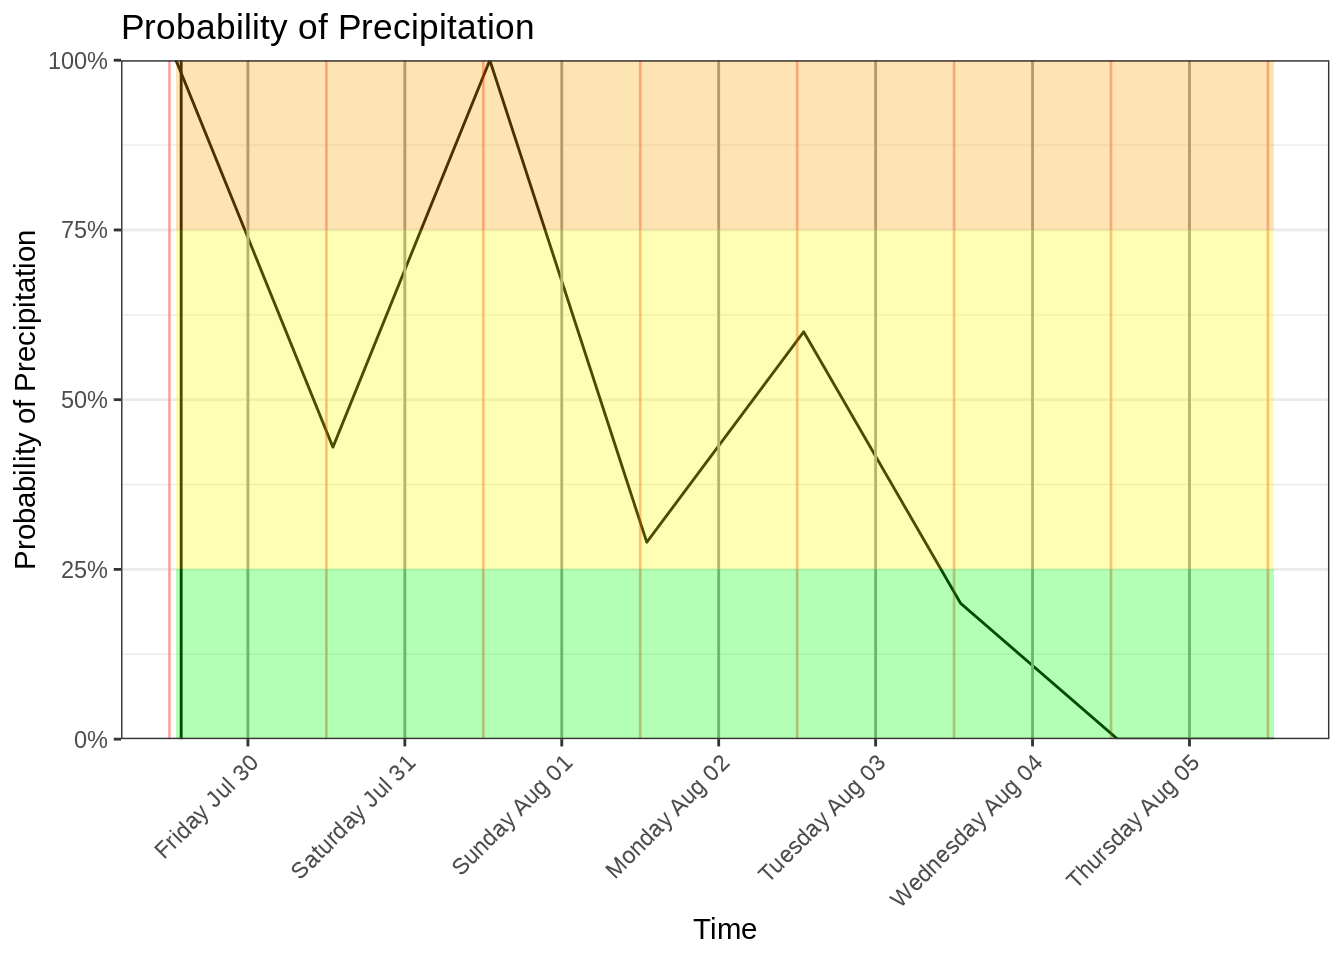 Probability of Precipitation
Probability of Precipitation
100%
75%
50%
25%
0%
Friday Jul 30
Saturday Jul 31
Sunday Aug 01
Monday Aug 02
Tuesday Aug 03
Wednesday Aug 04
Thursday Aug 05
Time